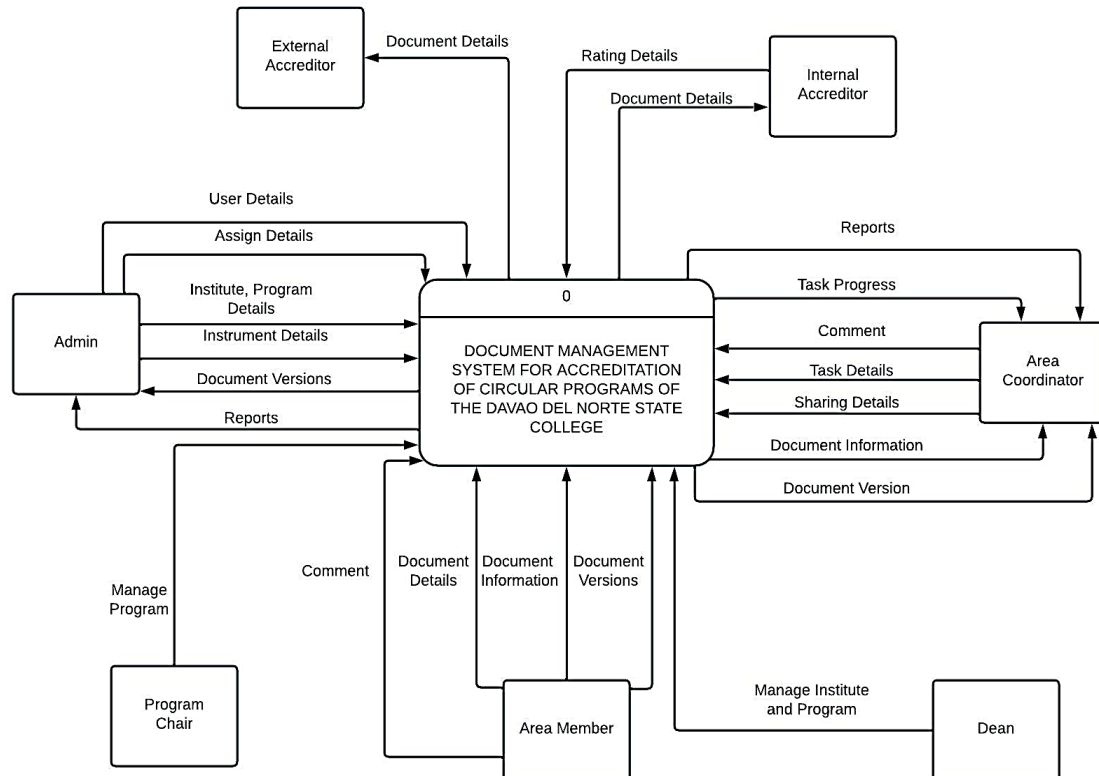 External
Accreditor
Document Details
Rating Details
Document Details
Internal
Accreditor
User Details
Assign Details
Institute, Program
Details
Instrument Details
Document Versions
Reports
Admin
0
DOCUMENT MANAGEMENT
SYSTEM FOR ACCREDITATION
OF CIRCULAR PROGRAMS OF
THE DAVAO DEL NORTE STATE
COLLEGE
Reports
Task Progress
Comment
Task Details
Sharing Details
Document Information
Document Version
Area
Coordinator
Manage
Program
Comment
Document
Details
Document
Information
Document
Versions
Manage Institute
and Program
Program
Chair
Area Member
Dean